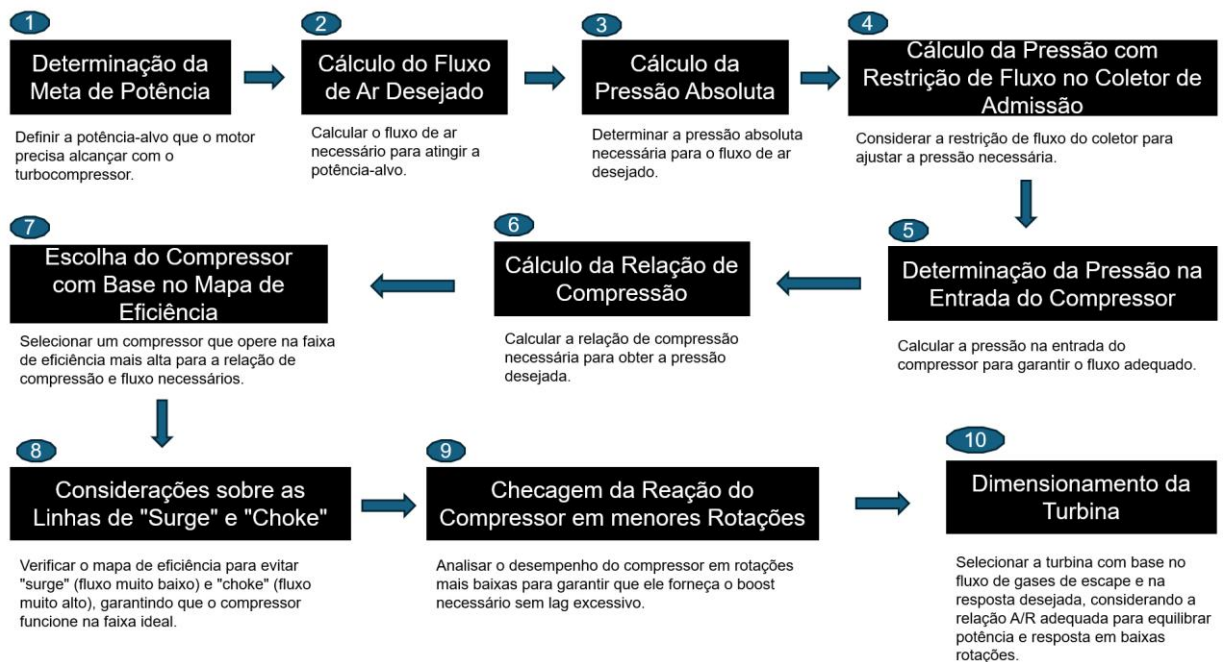 1
Determinação da
Meta de Potência
Definir a potência-alvo que o motor
precisa alcançar com o
turbocompressor.
2
Cálculo do Fluxo
de Ar Desejado
Calcular o fluxo de ar
necessário para atingir a
potência-alvo.
3
Cálculo da
Pressão Absoluta
Determinar a pressão absoluta
necessária para o fluxo de ar
desejado.
4
Cálculo da Pressão com
Restrição de Fluxo no Coletor de
Admissão
Considerar a restrição de fluxo do coletor para
ajustar a pressão necessária.
5
Determinação da Pressão na
Entrada do Compressor
Calcular a pressão na entrada do
compressor para garantir o fluxo adequado.
6
Cálculo da Relação de
Compressão
Calcular a relação de compressão
necessária para obter a pressão
desejada.
7
Escolha do Compressor
com Base no Mapa de
Eficiência
Selecionar um compressor que opere na faixa
de eficiência mais alta para a relação de
compressão e fluxo necessários.
8
Considerações sobre as
Linhas de "Surge" e "Choke"
Verificar o mapa de eficiência para evitar
"surge" (fluxo muito baixo) e "choke" (fluxo
muito alto), garantindo que o compressor
funcione na faixa ideal.
9
Checagem da Reação do
Compressor em menores Rotações
Analisar o desempenho do compressor em rotações
mais baixas para garantir que ele forneça o boost
necessário sem lag excessivo.
10
Dimensionamento da
Turbina
Selecionar a turbina com base no
fluxo de gases de escape e na
resposta desejada, considerando a
relação A/R adequada para equilibrar
potência e resposta em baixas
rotações.